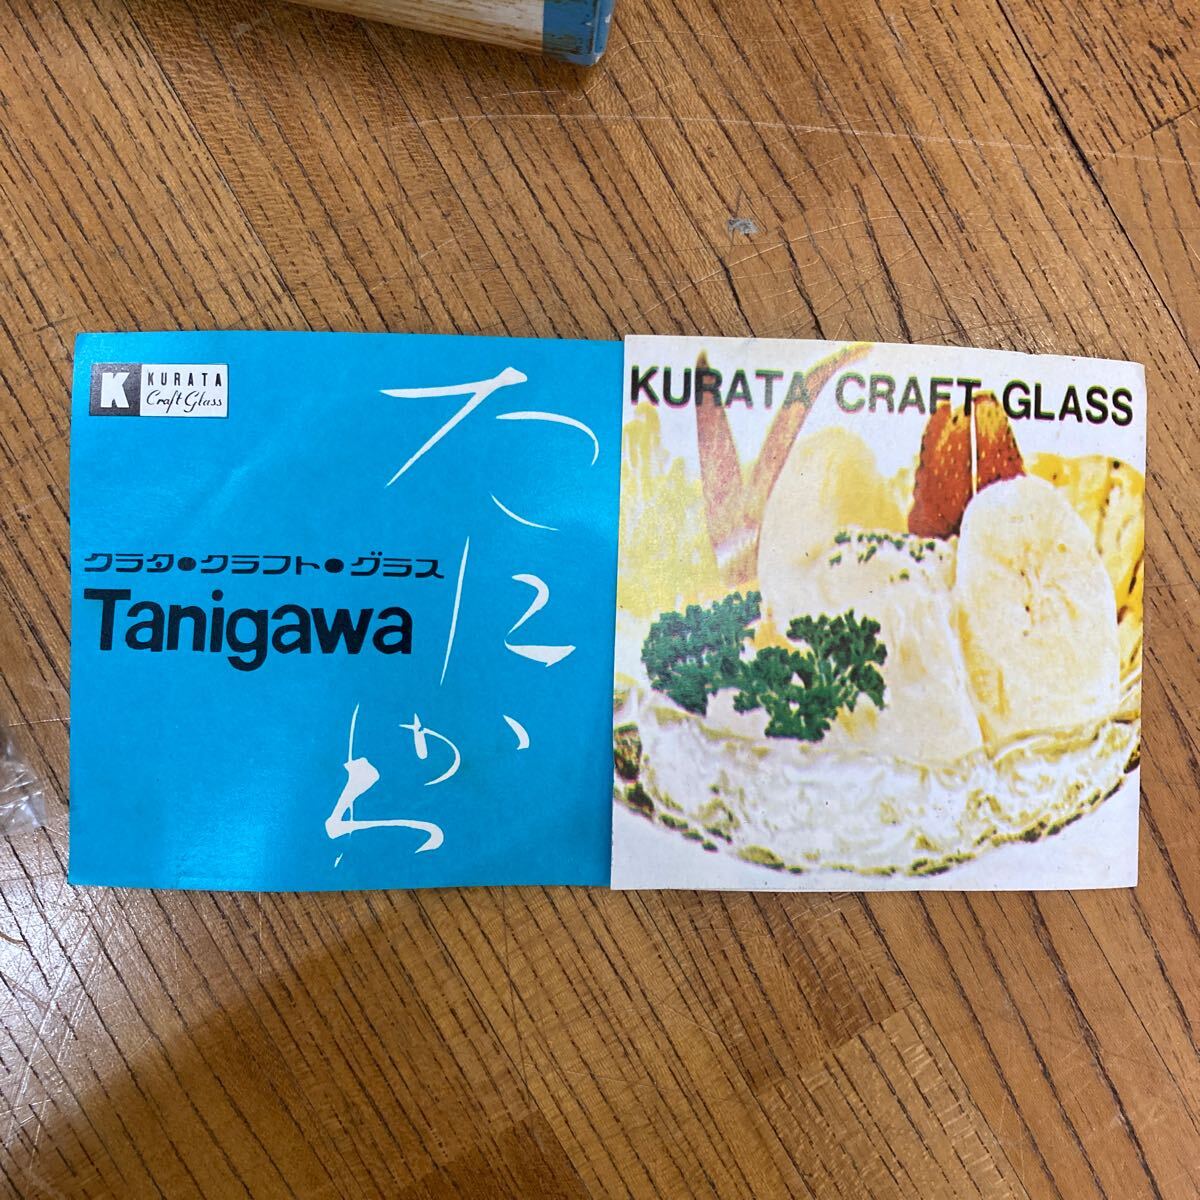 K KURATA
Craft Glass
クラタ●クラフト●グラス
Tanigawa
たにがわ
KURATA CRAFT GLASS